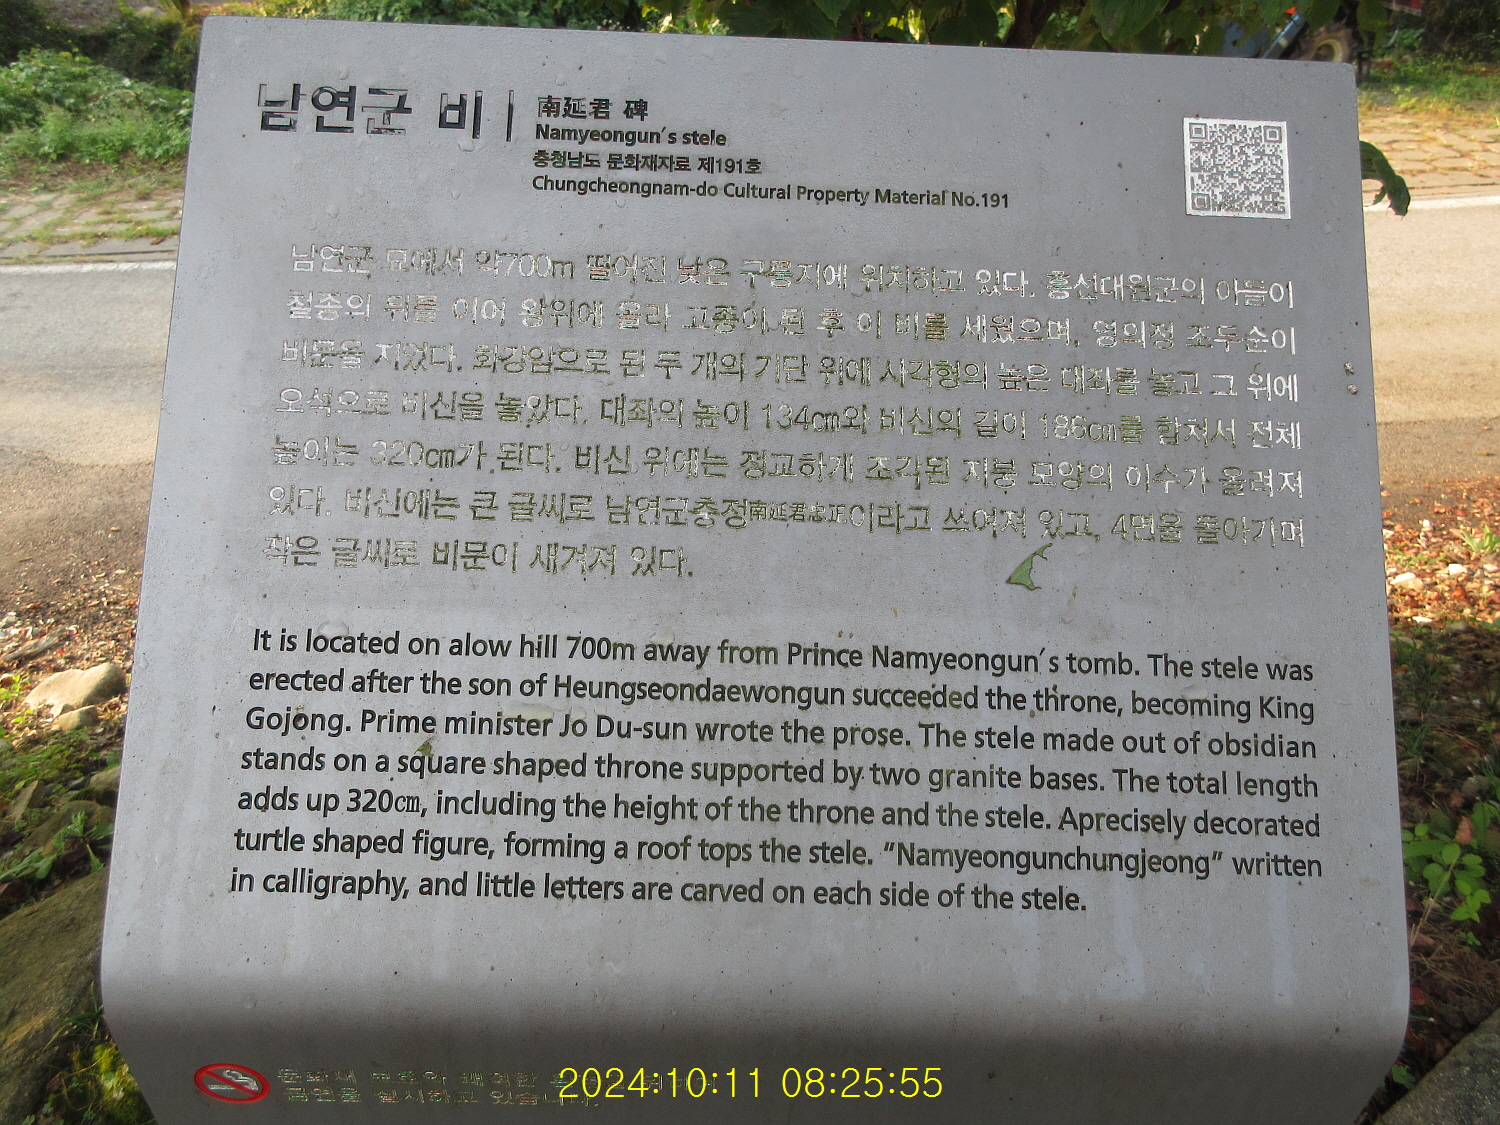 남연군 비
南延君 碑
Namyeongun's stele
충청남도 문화재자료 제191호
Chungcheongnam-do Cultural Property Material No.191
남연군 묘에서 약700m 떨어진 낮은 구릉지에 위치하고 있다. 흥선대원군의 아들이
철종의 뒤를 이어 왕위에 올라 고종이 된 후 이 비를 세웠으며, 영의정 조두순이
비문을 지었다. 화강암으로 된 두 개의 기단 위에 사각형의 높은 대좌를 놓고 그 위에
오석으로 비신을 놓았다. 대좌의 높이 134㎝와 비신의 길이 186㎝를 합쳐서 전체
높이는 320㎝가 된다. 비신 위에는 정교하게 조각된 지붕 모양의 이수가 올려져
있다. 비신에는 큰 글씨로 남연군충정南延君忠正이라고 쓰여져 있고, 4면을 돌아가며
작은 글씨로 비문이 새겨져 있다.
It is located on alow hill 700m away from Prince Namyeongun's tomb. The stele was
erected after the son of Heungseondaewongun succeeded the throne, becoming King
Gojong. Prime minister Jo Du-sun wrote the prose. The stele made out of obsidian
stands on a square shaped throne supported by two granite bases. The total length
adds up 320㎝, including the height of the throne and the stele. Aprecisely decorated
turtle shaped figure, forming a roof tops the stele. "Namyeongunchungjeong" written
in calligraphy, and little letters are carved on each side of the stele.
금연을 실시하고 있습니다.
2024:10:11 08:25:55